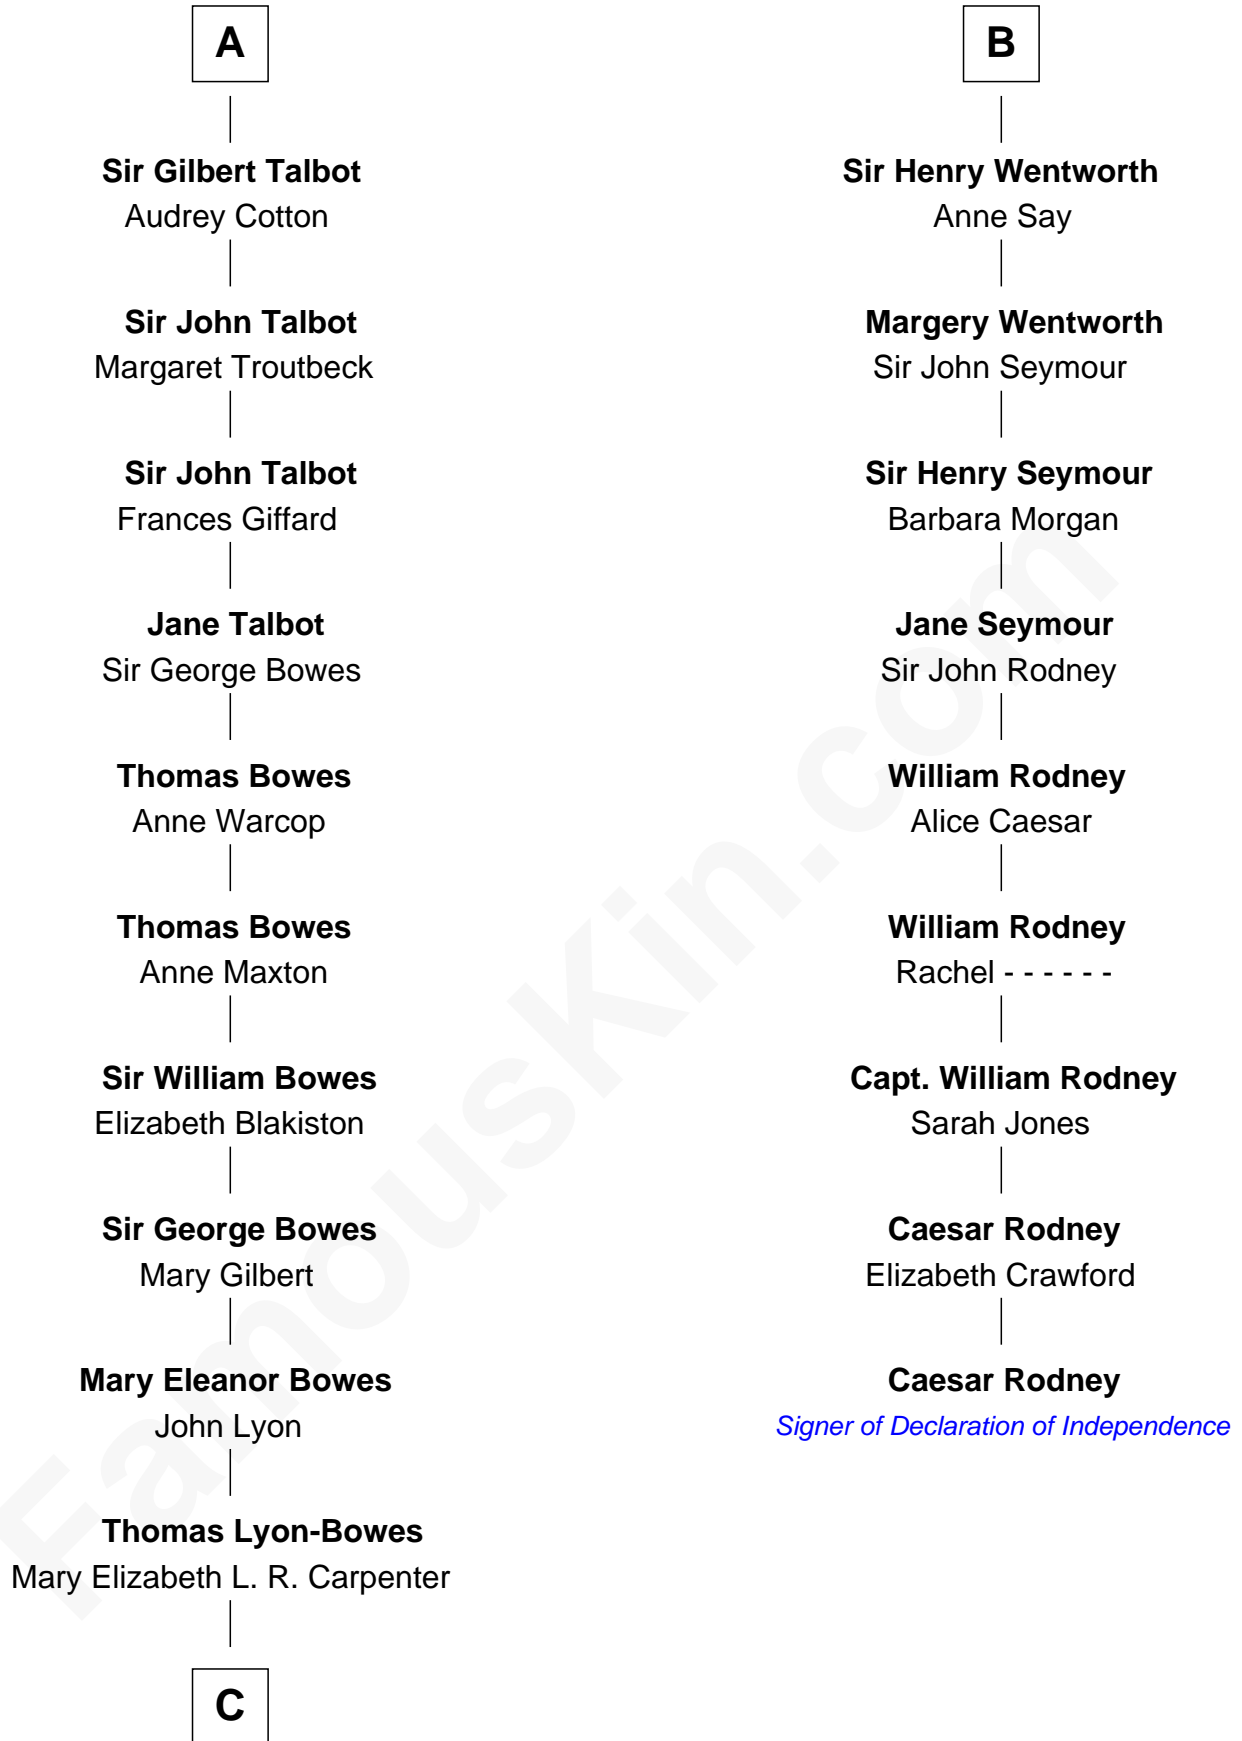 A
Sir Gilbert Talbot
Audrey Cotton
Sir John Talbot
Margaret Troutbeck
Sir John Talbot
Frances Giffard
Jane Talbot
Sir George Bowes
Thomas Bowes
Anne Warcop
Thomas Bowes
Anne Maxton
Sir William Bowes
Elizabeth Blakiston
Sir George Bowes
Mary Gilbert
Mary Eleanor Bowes
John Lyon
Thomas Lyon-Bowes
Mary Elizabeth L. R. Carpenter
C
B
Sir Henry Wentworth
Anne Say
Margery Wentworth
Sir John Seymour
Sir Henry Seymour
Barbara Morgan
Jane Seymour
Sir John Rodney
William Rodney
Alice Caesar
William Rodney
Rachel - - - - - -
Capt. William Rodney
Sarah Jones
Caesar Rodney
Elizabeth Crawford
Caesar Rodney
Signer of Declaration of Independence
FamousKin.com